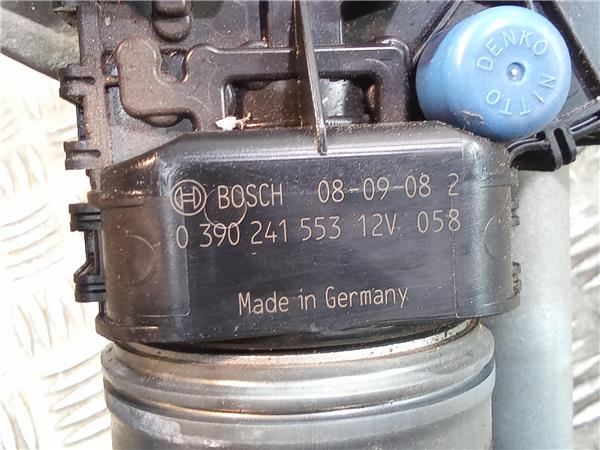 BOSCH 08-09-08 2
0 390 241 553 12V 058
Made in Germany
NITTO DENKO